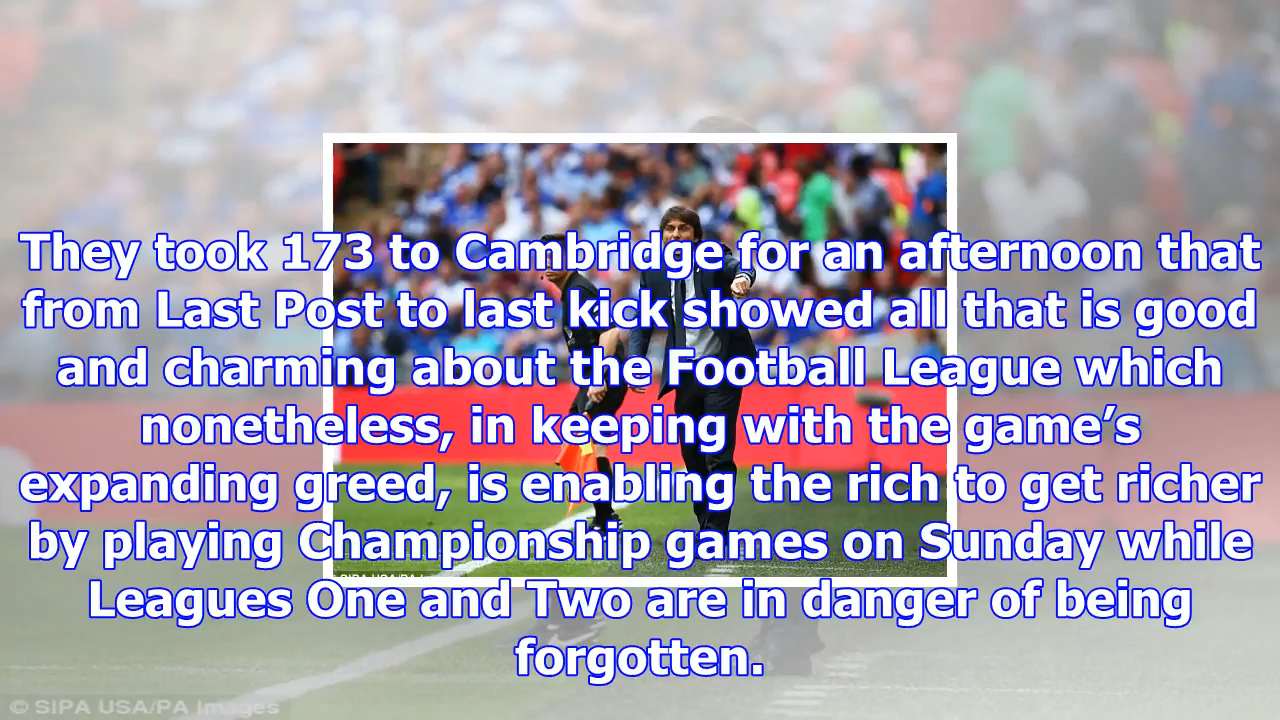 They took 173 to Cambridge for an afternoon that
from Last Post to last kick showed all that is good
and charming about the Football League which
nonetheless, in keeping with the game’s
expanding greed, is enabling the rich to get richer
by playing Championship games on Sunday while
Leagues One and Two are in danger of being
forgotten.
© SIPA USA/PA Images